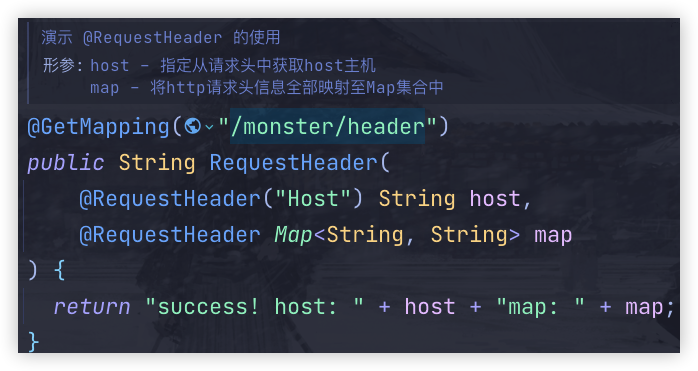 演示 @RequestHeader 的使用
形参: host – 指定从请求头中获取host主机
map – 将http请求头信息全部映射至Map集合中
@GetMapping("/monster/header")
public String RequestHeader(
@RequestHeader("Host") String host,
@RequestHeader Map<String, String> map
) {
return "success! host: " + host + "map: " + map;
}